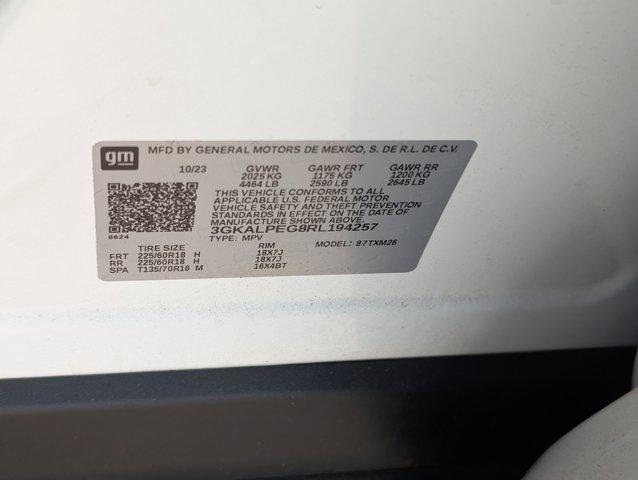 gm MFD BY GENERAL MOTORS DE MEXICO, S. DE R.L. DE C.V.
10/23 GVWR GAWR FRT GAWR RR
2025 KG 1175 KG 1200 KG
4464 LB 2590 LB 2645 LB
THIS VEHICLE CONFORMS TO ALL
APPLICABLE U.S. FEDERAL MOTOR
VEHICLE SAFETY AND THEFT PREVENTION
STANDARDS IN EFFECT ON THE DATE OF
MANUFACTURE SHOWN ABOVE.
3GKALPEG8RL194257
8624
TYPE: MPV MODEL: 87TXM26
TIRE SIZE RIM
FRT 225/60R18 H 18X7J
RR 225/60R18 H 18X7J
SPA T135/70R16 M 16X4BT